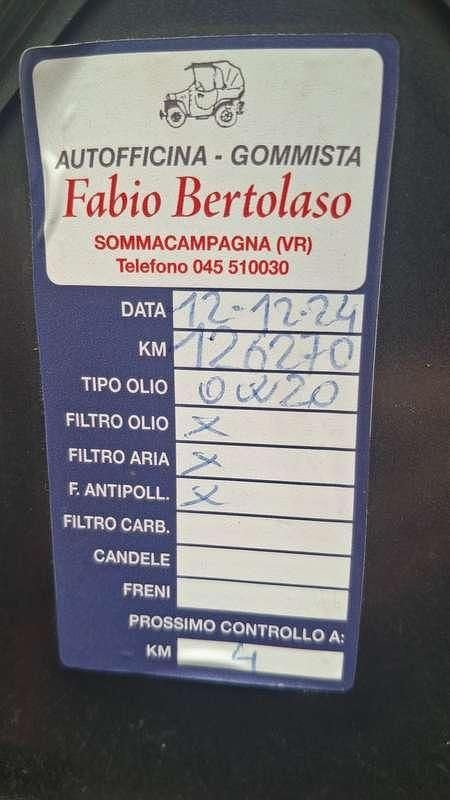 AUTOFFICINA - GOMMISTA
Fabio Bertolaso
SOMMACAMPAGNA (VR)
Telefono 045 510030
DATA 12-12-24
KM 126270
TIPO OLIO 0W20
FILTRO OLIO X
FILTRO ARIA X
F. ANTIPOLL. X
FILTRO CARB.
CANDELE
FRENI
PROSSIMO CONTROLLO A:
KM 4